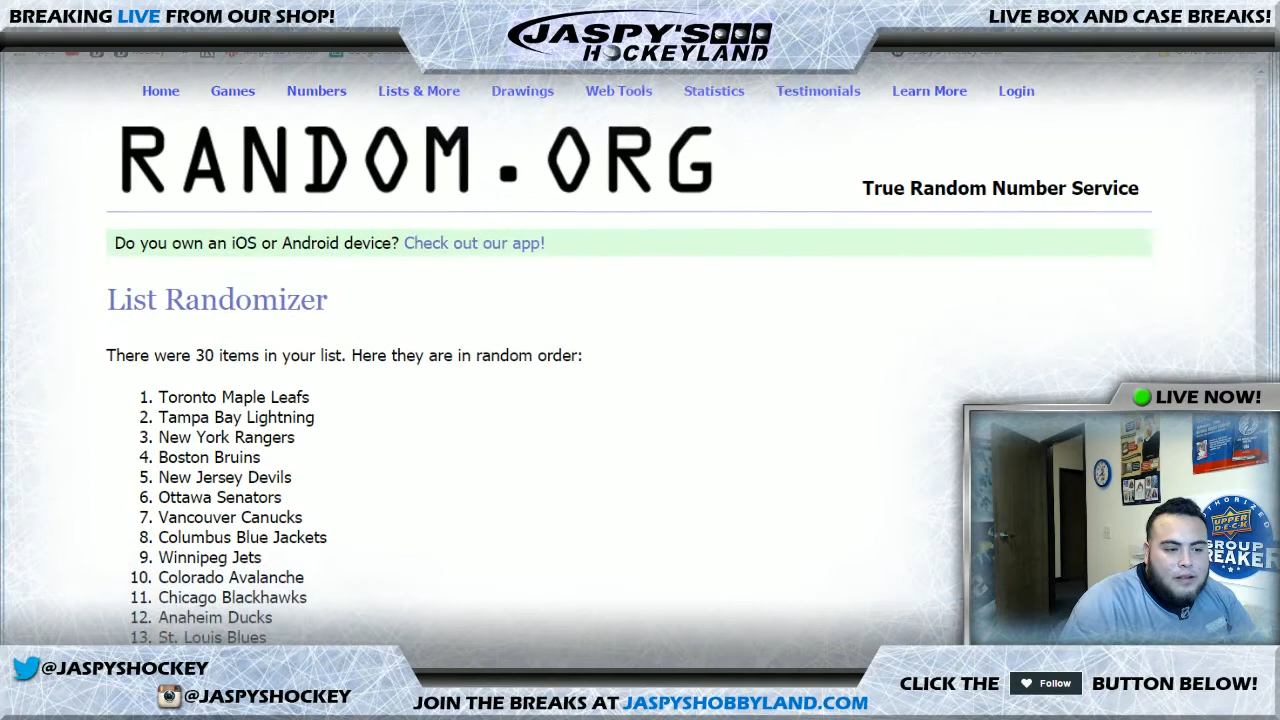 BREAKING LIVE FROM OUR SHOP!
JASPY'S
HOCKEYLAND
LIVE BOX AND CASE BREAKS!
Home Games Numbers Lists & More Drawings Web Tools Statistics Testimonials Learn More Login
RANDOM.ORG
True Random Number Service
Do you own an iOS or Android device? Check out our app!
List Randomizer
There were 30 items in your list. Here they are in random order:
1. Toronto Maple Leafs
2. Tampa Bay Lightning
3. New York Rangers
4. Boston Bruins
5. New Jersey Devils
6. Ottawa Senators
7. Vancouver Canucks
8. Columbus Blue Jackets
9. Winnipeg Jets
10. Colorado Avalanche
11. Chicago Blackhawks
12. Anaheim Ducks
13. St. Louis Blues
LIVE NOW!
AUTHORIZED
UPPER
DECK
GROUP
BREAKER
@JASPYSHOCKEY
@JASPYSHOCKEY
JOIN THE BREAKS AT JASPYSHOBBYLAND.COM
CLICK THE Follow BUTTON BELOW!